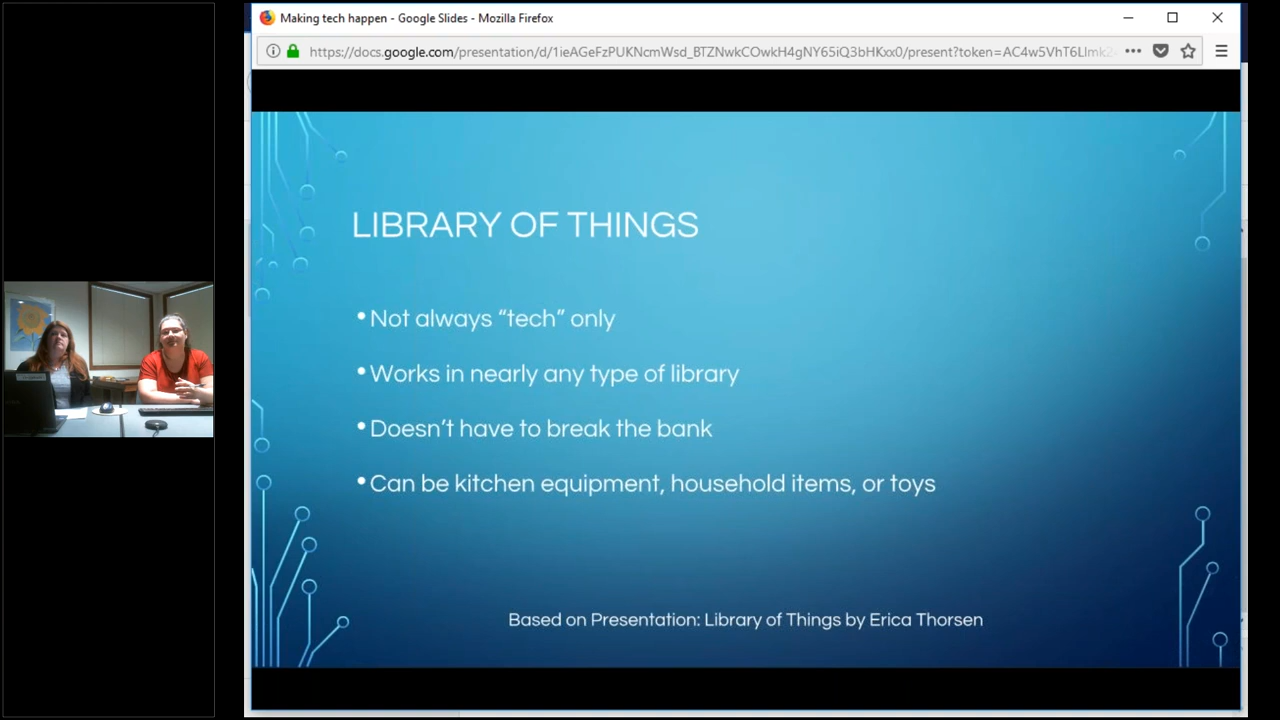 Making tech happen - Google Slides - Mozilla Firefox
https://docs.google.com/presentation/d/1ieAGeFzPUKNcmWsd_BTZNwkCOwkH4gNY65iQ3bHKxx0/present?token=AC4w5VhT6LImk2
LIBRARY OF THINGS
• Not always “tech” only
• Works in nearly any type of library
• Doesn’t have to break the bank
• Can be kitchen equipment, household items, or toys
Based on Presentation: Library of Things by Erica Thorsen